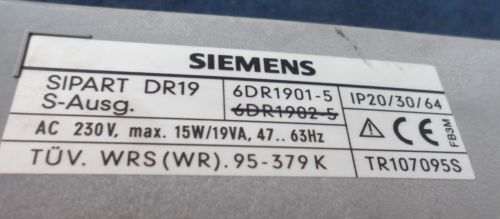 SIEMENS
SIPART DR19 6DR1901-5 IP20/30/64
S-Ausg. 6DR1902-5
AC 230V, max. 15W/19VA, 47.. 63Hz CE FB3M
TÜV. WRS(WR).95-379K TR107095S